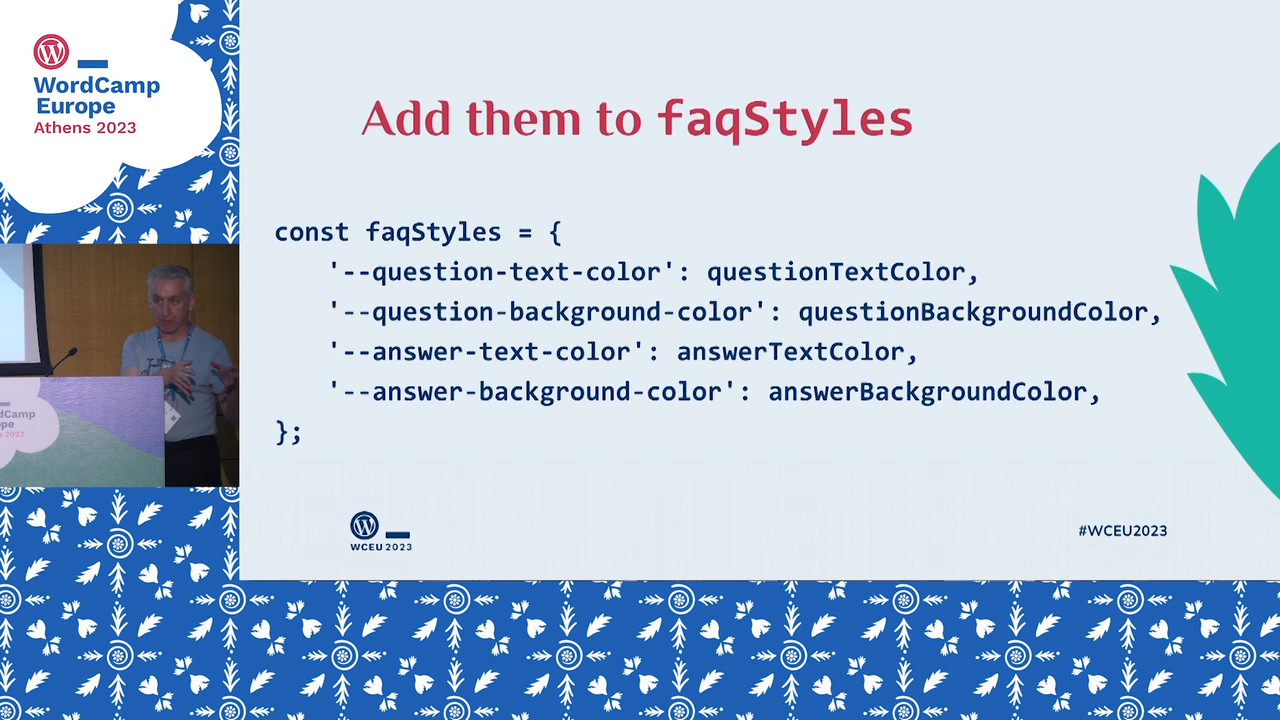 WordCamp
Europe
Athens 2023
Add them to faqStyles
const faqStyles = {
'--question-text-color': questionTextColor,
'--question-background-color': questionBackgroundColor,
'--answer-text-color': answerTextColor,
'--answer-background-color': answerBackgroundColor,
};
WCEU 2023
#WCEU2023